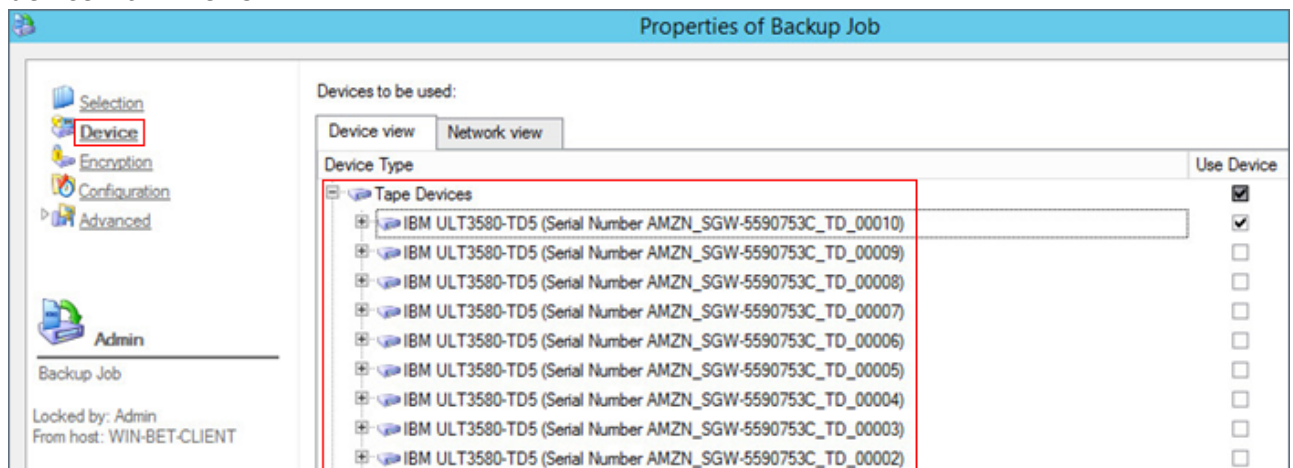 Properties of Backup Job
Selection
Device
Encryption
Configuration
Advanced
Admin
Backup Job
Locked by: Admin
From host: WIN-BET-CLIENT
Devices to be used:
Device view Network view
Device Type Use Device
Tape Devices
IBM ULT3580-TD5 (Serial Number AMZN_SGW-5590753C_TD_00010)
IBM ULT3580-TD5 (Serial Number AMZN_SGW-5590753C_TD_00009)
IBM ULT3580-TD5 (Serial Number AMZN_SGW-5590753C_TD_00008)
IBM ULT3580-TD5 (Serial Number AMZN_SGW-5590753C_TD_00007)
IBM ULT3580-TD5 (Serial Number AMZN_SGW-5590753C_TD_00006)
IBM ULT3580-TD5 (Serial Number AMZN_SGW-5590753C_TD_00005)
IBM ULT3580-TD5 (Serial Number AMZN_SGW-5590753C_TD_00004)
IBM ULT3580-TD5 (Serial Number AMZN_SGW-5590753C_TD_00003)
IBM ULT3580-TD5 (Serial Number AMZN_SGW-5590753C_TD_00002)